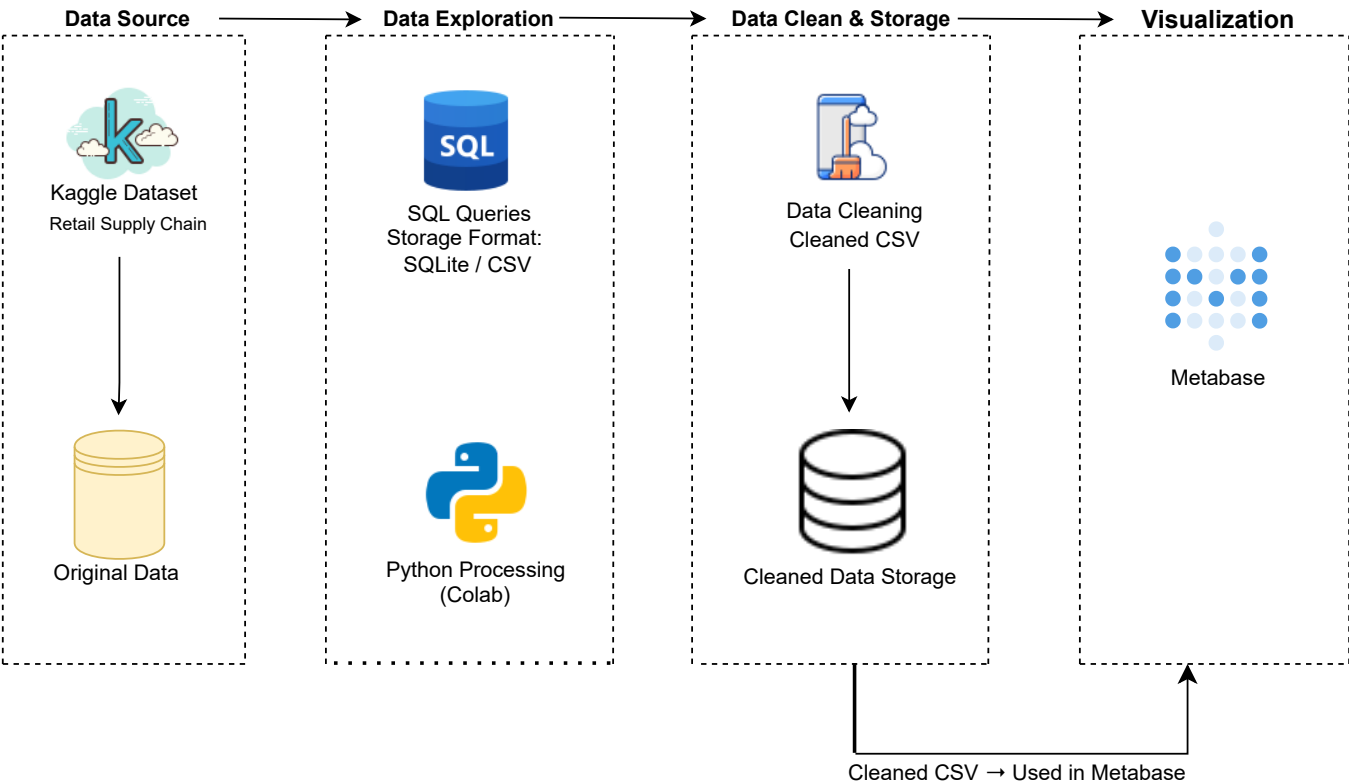 Data Source
Data Exploration
Data Clean & Storage
Visualization
k
Kaggle Dataset
Retail Supply Chain
Original Data
SQL
SQL Queries
Storage Format:
SQLite / CSV
Python Processing
(Colab)
Data Cleaning
Cleaned CSV
Cleaned Data Storage
Metabase
Cleaned CSV → Used in Metabase